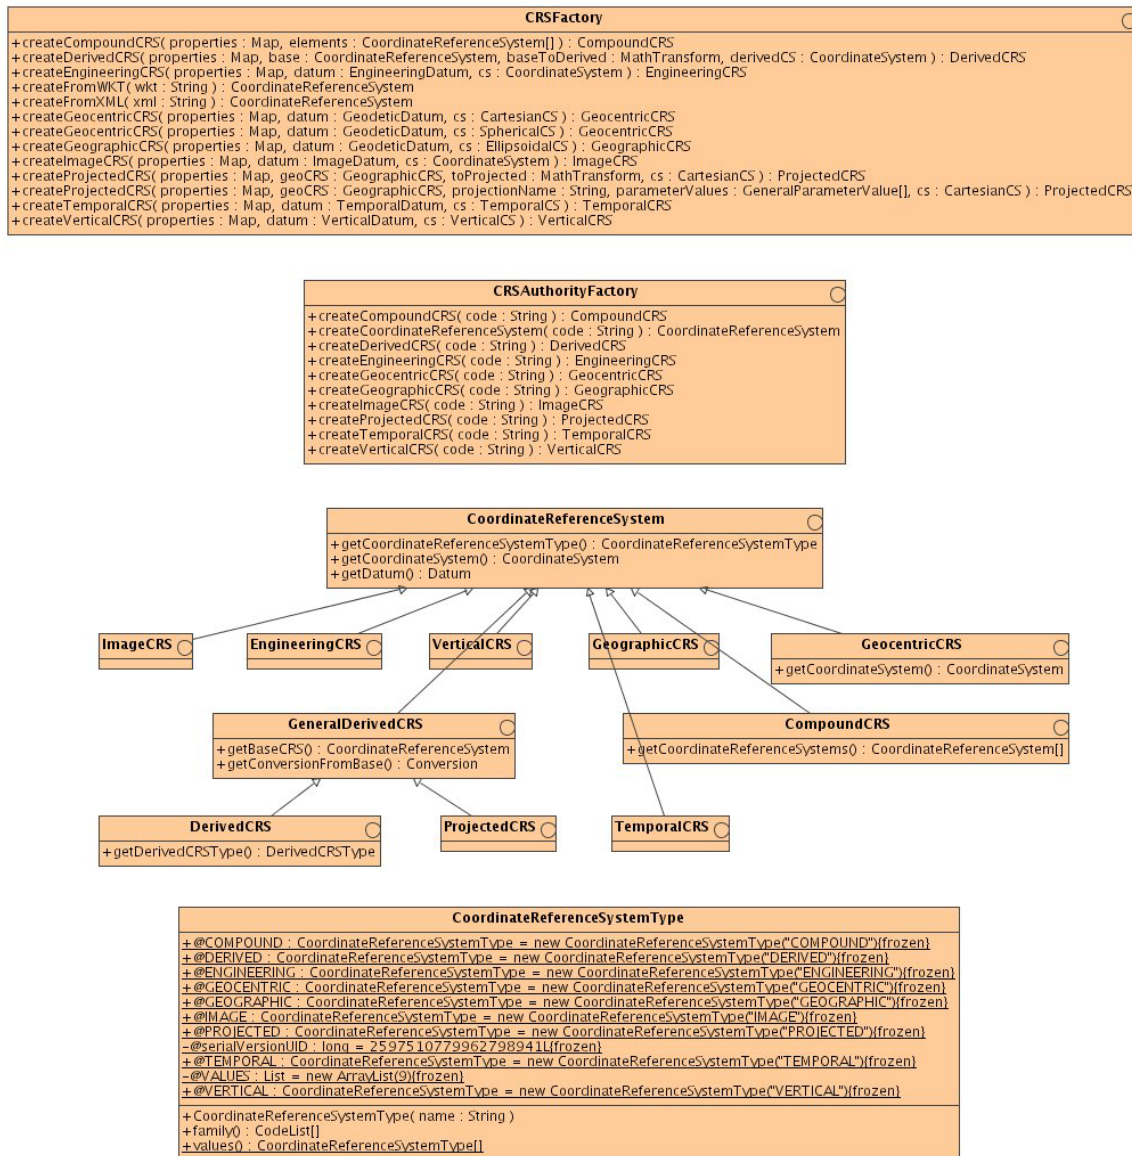 CRSFactory
+createCompoundCRS( properties : Map, elements : CoordinateReferenceSystem[] ) : CompoundCRS
+createDerivedCRS( properties : Map, base : CoordinateReferenceSystem, baseToDerived : MathTransform, derivedCS : CoordinateSystem ) : DerivedCRS
+createEngineeringCRS( properties : Map, datum : EngineeringDatum, cs : CoordinateSystem ) : EngineeringCRS
+createFromWKT( wkt : String ) : CoordinateReferenceSystem
+createFromXML( xml : String ) : CoordinateReferenceSystem
+createGeocentricCRS( properties : Map, datum : GeodeticDatum, cs : CartesianCS ) : GeocentricCRS
+createGeocentricCRS( properties : Map, datum : GeodeticDatum, cs : SphericalCS ) : GeocentricCRS
+createGeographicCRS( properties : Map, datum : GeodeticDatum, cs : EllipsoidalCS ) : GeographicCRS
+createImageCRS( properties : Map, datum : ImageDatum, cs : CoordinateSystem ) : ImageCRS
+createProjectedCRS( properties : Map, geoCRS : GeographicCRS, toProjected : MathTransform, cs : CartesianCS ) : ProjectedCRS
+createProjectedCRS( properties : Map, geoCRS : GeographicCRS, projectionName : String, parameterValues : GeneralParameterValue[], cs : CartesianCS ) : ProjectedCRS
+createTemporalCRS( properties : Map, datum : TemporalDatum, cs : TemporalCS ) : TemporalCRS
+createVerticalCRS( properties : Map, datum : VerticalDatum, cs : VerticalCS ) : VerticalCRS
CRSAuthorityFactory
+createCompoundCRS( code : String ) : CompoundCRS
+createCoordinateReferenceSystem( code : String ) : CoordinateReferenceSystem
+createDerivedCRS( code : String ) : DerivedCRS
+createEngineeringCRS( code : String ) : EngineeringCRS
+createGeocentricCRS( code : String ) : GeocentricCRS
+createGeographicCRS( code : String ) : GeographicCRS
+createImageCRS( code : String ) : ImageCRS
+createProjectedCRS( code : String ) : ProjectedCRS
+createTemporalCRS( code : String ) : TemporalCRS
+createVerticalCRS( code : String ) : VerticalCRS
CoordinateReferenceSystem
+getCoordinateReferenceSystemType() : CoordinateReferenceSystemType
+getCoordinateSystem() : CoordinateSystem
+getDatum() : Datum
ImageCRS
EngineeringCRS
VerticalCRS
GeographicCRS
GeocentricCRS
+getCoordinateSystem() : CoordinateSystem
GeneralDerivedCRS
+getBaseCRS() : CoordinateReferenceSystem
+getConversionFromBase() : Conversion
CompoundCRS
+getCoordinateReferenceSystems() : CoordinateReferenceSystem[]
DerivedCRS
+getDerivedCRSType() : DerivedCRSType
ProjectedCRS
TemporalCRS
CoordinateReferenceSystemType
+@COMPOUND : CoordinateReferenceSystemType = new CoordinateReferenceSystemType("COMPOUND"){frozen}
+@DERIVED : CoordinateReferenceSystemType = new CoordinateReferenceSystemType("DERIVED"){frozen}
+@ENGINEERING : CoordinateReferenceSystemType = new CoordinateReferenceSystemType("ENGINEERING"){frozen}
+@GEOCENTRIC : CoordinateReferenceSystemType = new CoordinateReferenceSystemType("GEOCENTRIC"){frozen}
+@GEOGRAPHIC : CoordinateReferenceSystemType = new CoordinateReferenceSystemType("GEOGRAPHIC"){frozen}
+@IMAGE : CoordinateReferenceSystemType = new CoordinateReferenceSystemType("IMAGE"){frozen}
+@PROJECTED : CoordinateReferenceSystemType = new CoordinateReferenceSystemType("PROJECTED"){frozen}
-@serialVersionUID : long = 2597510779962798941L{frozen}
+@TEMPORAL : CoordinateReferenceSystemType = new CoordinateReferenceSystemType("TEMPORAL"){frozen}
-@VALUES : List = new ArrayList(9){frozen}
+@VERTICAL : CoordinateReferenceSystemType = new CoordinateReferenceSystemType("VERTICAL"){frozen}
+CoordinateReferenceSystemType( name : String )
+family() : CodeList[]
+values() : CoordinateReferenceSystemType[]